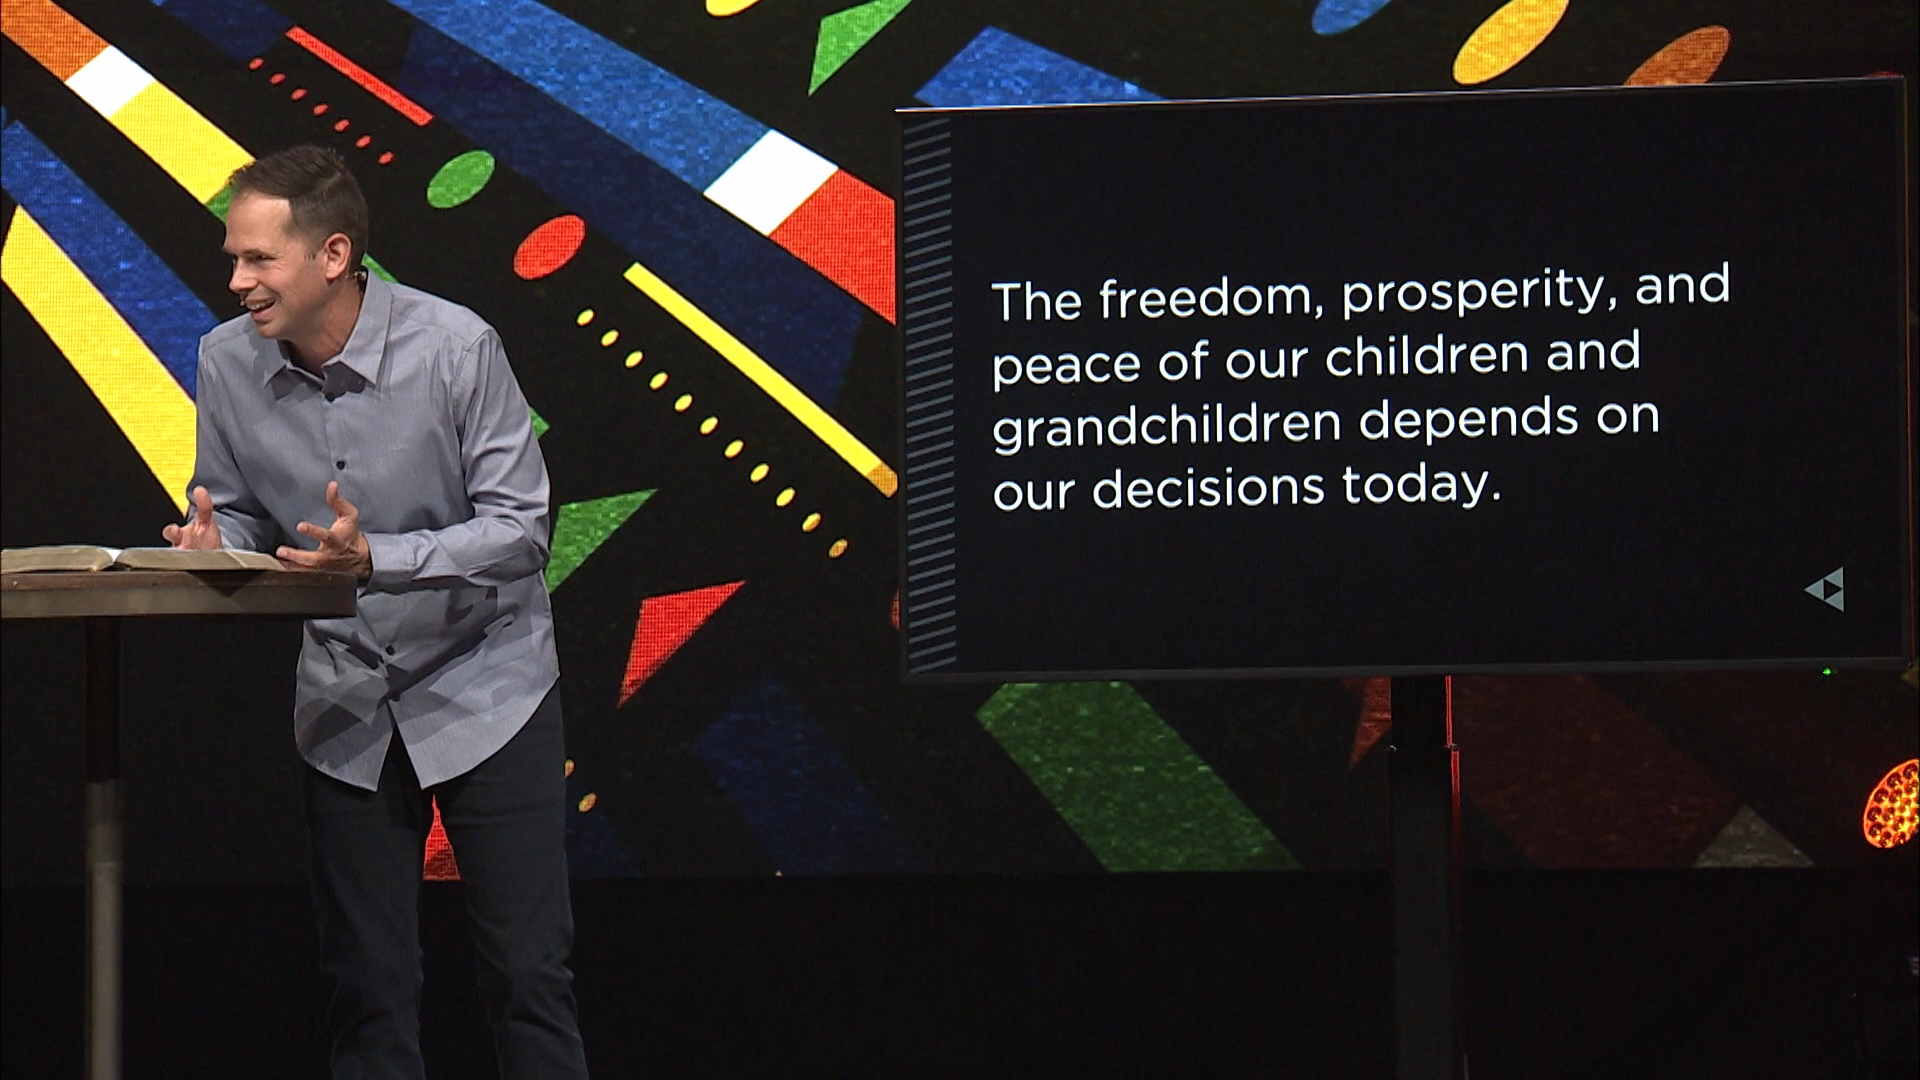 The freedom, prosperity, and
peace of our children and
grandchildren depends on
our decisions today.